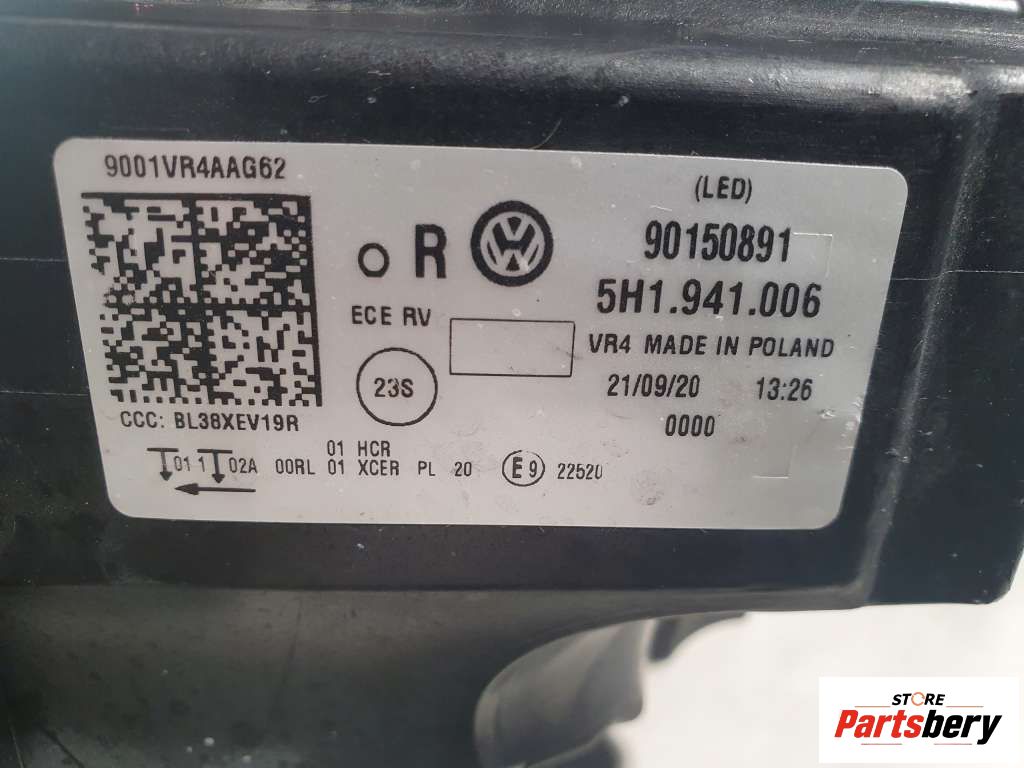 9001VR4AAG62
(LED)
90150891
O R
5H1.941.006
ECE RV
VR4 MADE IN POLAND
23S
21/09/20 13:26
0000
CCC: BL38XEV19R
01 HCR
01 1 02A 00RL 01 XCER PL 20 E9 22520
STORE
Partsbery